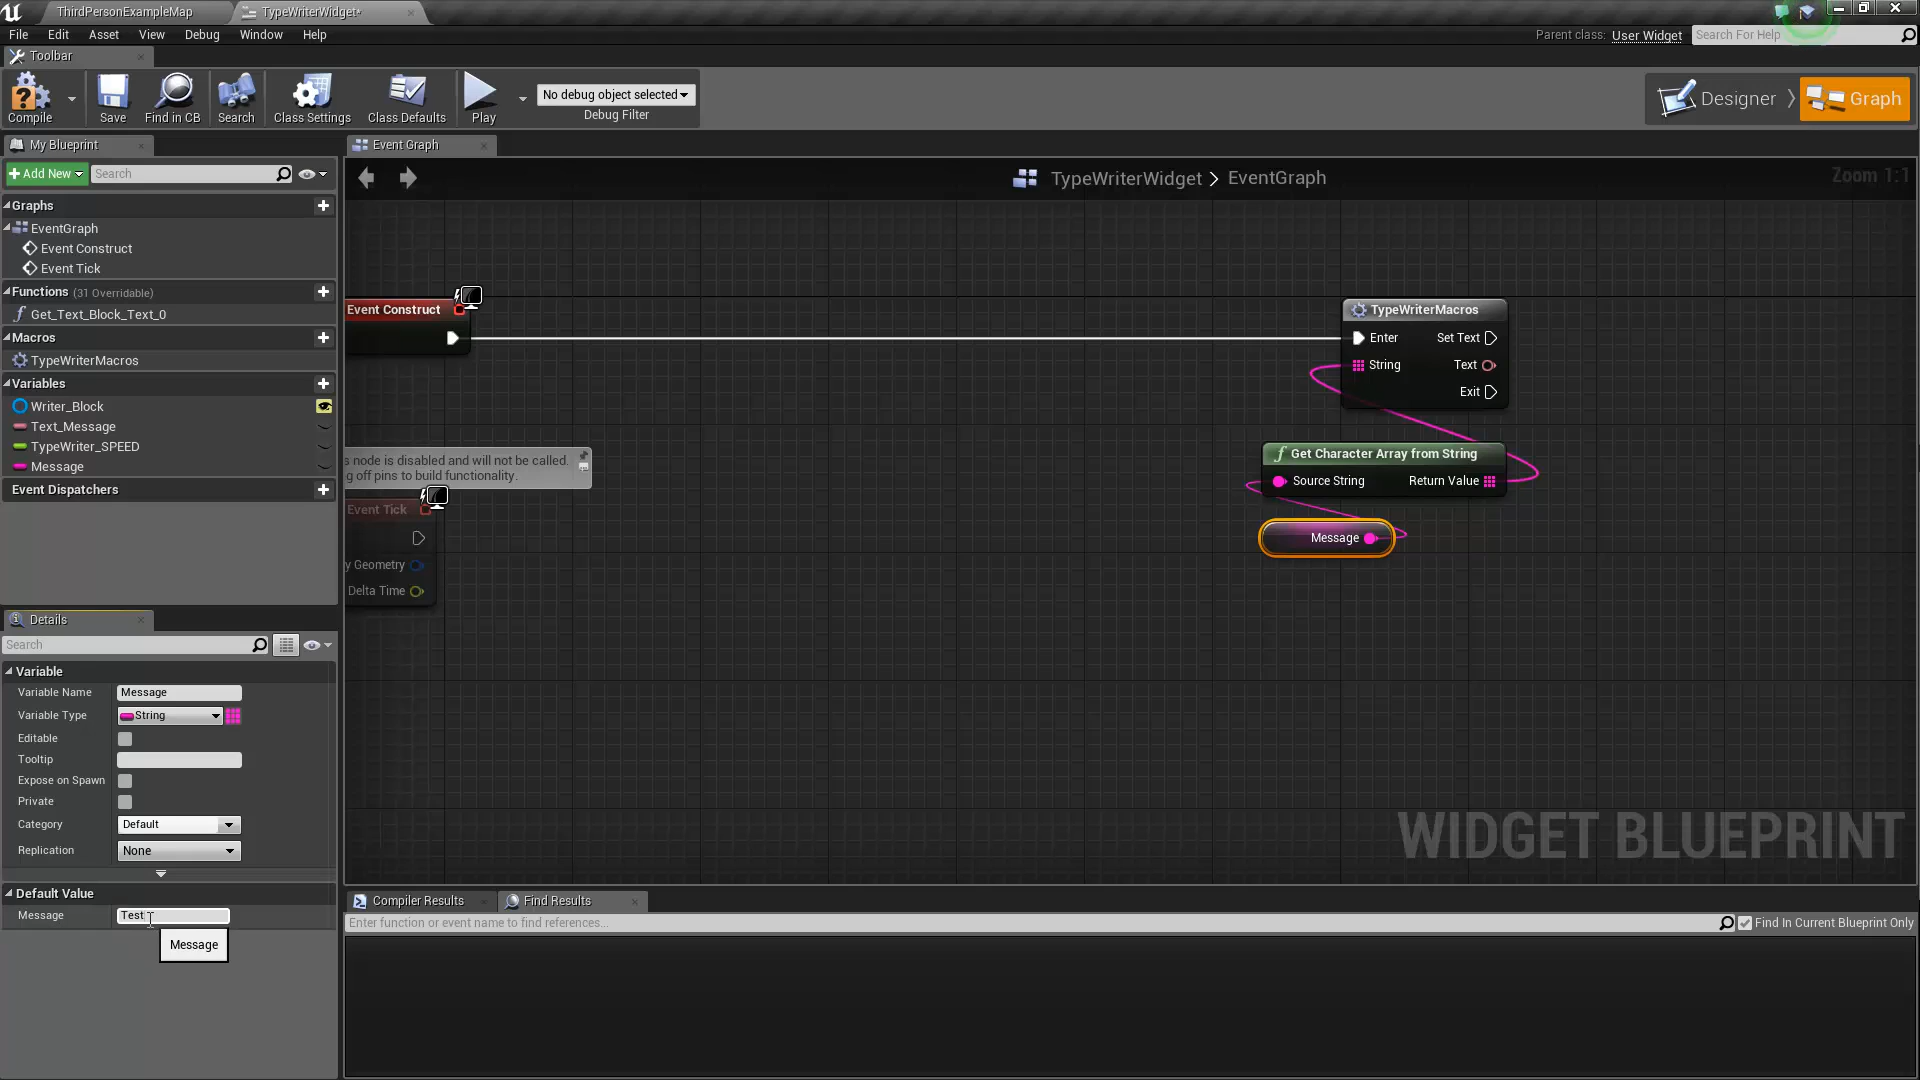 ThirdPersonExampleMap
TypeWriterWidget*
File Edit Asset View Debug Window Help
Parent class: User Widget
Search For Help
Toolbar
Compile
Save
Find in CB
Search
Class Settings
Class Defaults
Play
No debug object selected
Debug Filter
Designer
Graph
My Blueprint
Event Graph
Add New
Search
TypeWriterWidget > EventGraph
Zoom 1:1
Graphs
EventGraph
Event Construct
Event Tick
Functions (31 Overridable)
Get_Text_Block_Text_0
Macros
TypeWriterMacros
Variables
Writer_Block
Text_Message
TypeWriter_SPEED
Message
Event Dispatchers
Event Construct
TypeWriterMacros
Enter Set Text
String Text
Exit
s node is disabled and will not be called.
g off pins to build functionality.
Get Character Array from String
Source String Return Value
Event Tick
y Geometry
Delta Time
Message
WIDGET BLUEPRINT
Details
Search
Variable
Variable Name Message
Variable Type String
Editable
Tooltip
Expose on Spawn
Private
Category Default
Replication None
Default Value
Message Test
Message
Compiler Results
Find Results
Enter function or event name to find references...
Find In Current Blueprint Only